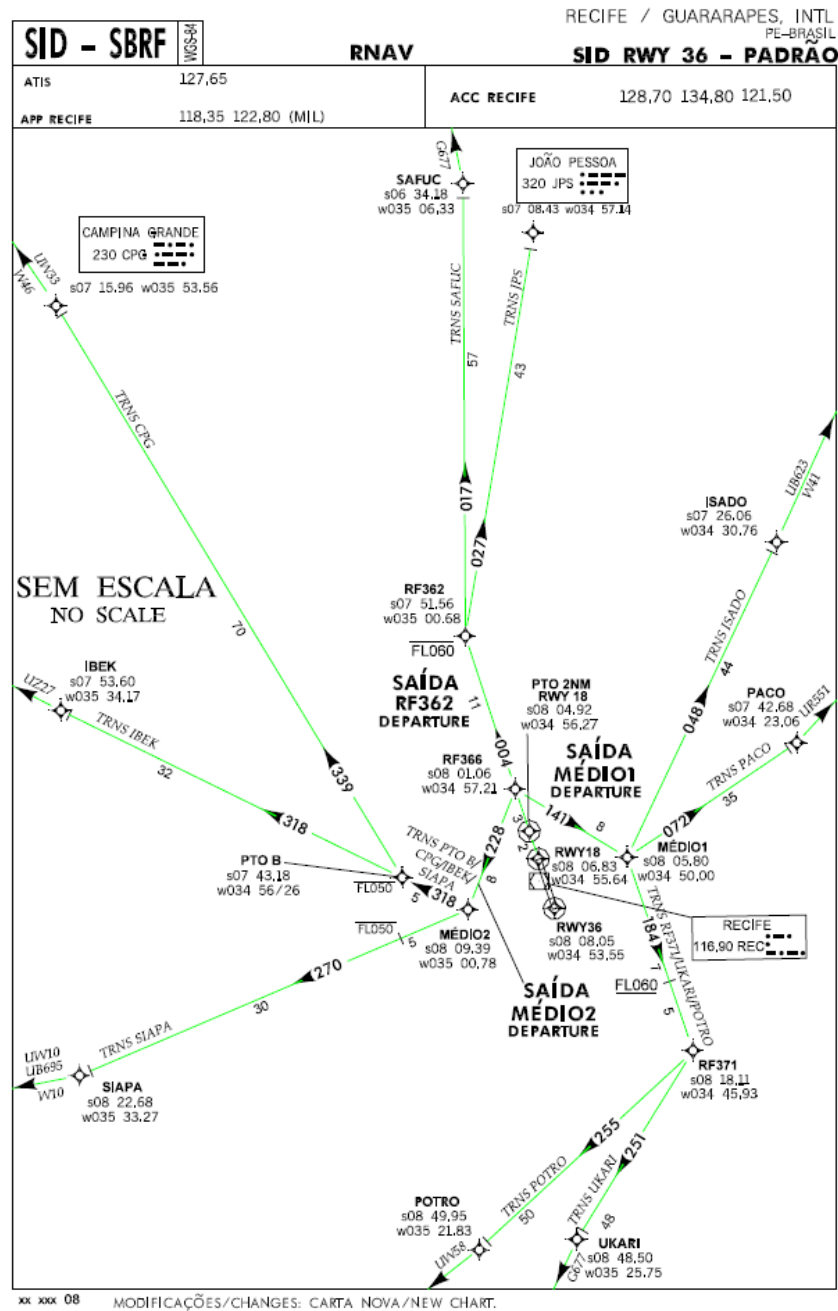 RECIFE / GUARARAPES, INTL
PE-BRASIL
SID - SBRF
WGS-84
RNAV
SID RWY 36 - PADRÃO
ATIS 127,65
APP RECIFE 118,35 122,80 (MIL)
ACC RECIFE 128,70 134,80 121,50
G677
SAFUC
s06 34.18
w035 06.33
JOÃO PESSOA
320 JPS
s07 08.43 w034 57.14
CAMPINA GRANDE
230 CPG
s07 15.96 w035 53.56
UW33
W46
TRNS SAFUC
57
017
TRNS JPS
43
027
TRNS CPG
70
339
UB623
W41
ISADO
s07 26.06
w034 30.76
TRNS ISADO
44
048
SEM ESCALA
NO SCALE
RF362
s07 51.56
w035 00.68
FL060
SAÍDA
RF362
DEPARTURE
11
004
IBEK
s07 53.60
w035 34.17
UZ27
TRNS IBEK
32
318
PTO 2NM
RWY 18
s08 04.92
w034 56.27
PACO
s07 42.68
w034 23.06
UR551
TRNS PACO
35
072
RF366
s08 01.06
w034 57.21
SAÍDA
MÉDIO1
DEPARTURE
141
8
3
2
228
8
TRNS PTO B/
CPG/IBEK/
SIAPA
PTO B
s07 43.18
w034 56/26
FL050
318
5
RWY18
s08 06.83
w034 55.64
MÉDIO1
s08 05.80
w034 50.00
FL050
5
MÉDIO2
s08 09.39
w035 00.78
RWY36
s08 08.05
w034 53.55
RECIFE
116,90 REC
TRNS RF371/UKARI/POTRO
184
7
FL060
5
270
30
TRNS SIAPA
SAÍDA
MÉDIO2
DEPARTURE
UW10
UB695
W10
SIAPA
s08 22.68
w035 33.27
RF371
s08 18.11
w034 45.93
255
251
TRNS POTRO
50
TRNS UKARI
48
POTRO
s08 49.95
w035 21.83
UW58
UKARI
s08 48.50
w035 25.75
G677
xx xxx 08 MODIFICAÇÕES/CHANGES: CARTA NOVA/NEW CHART.